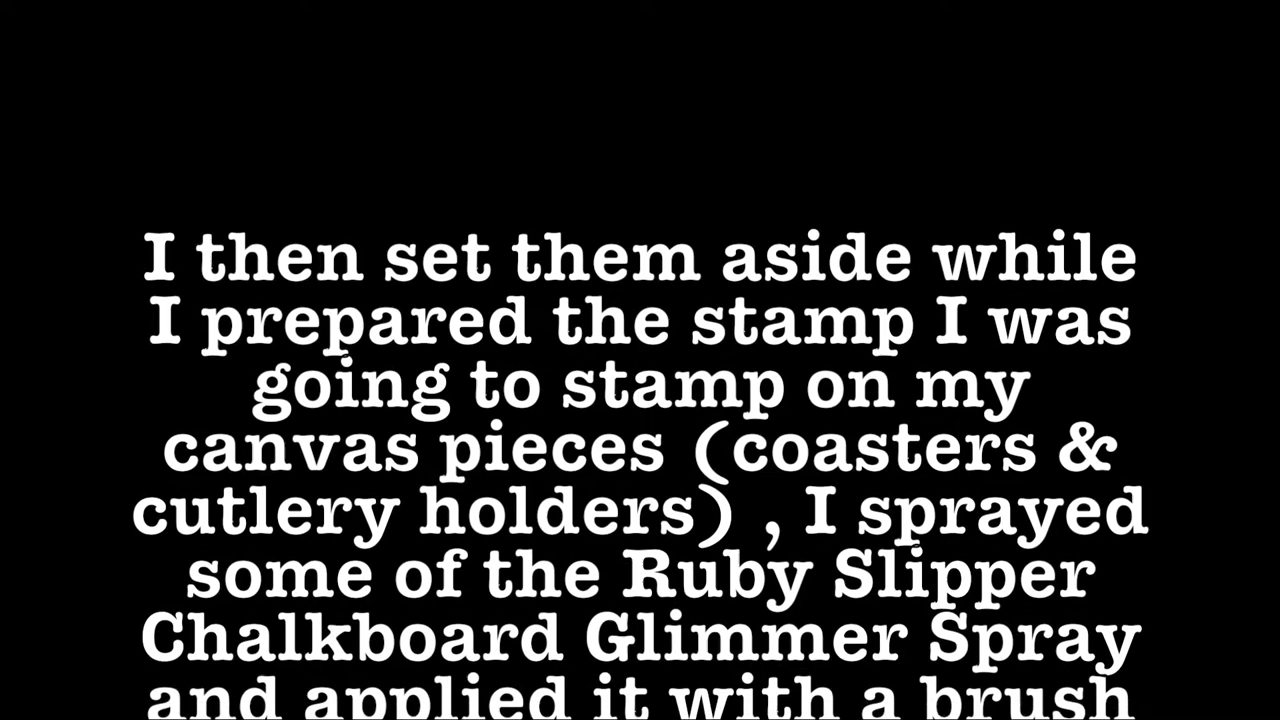 I then set them aside while
I prepared the stamp I was
going to stamp on my
canvas pieces (coasters &
cutlery holders) , I sprayed
some of the Ruby Slipper
Chalkboard Glimmer Spray
and applied it with a brush